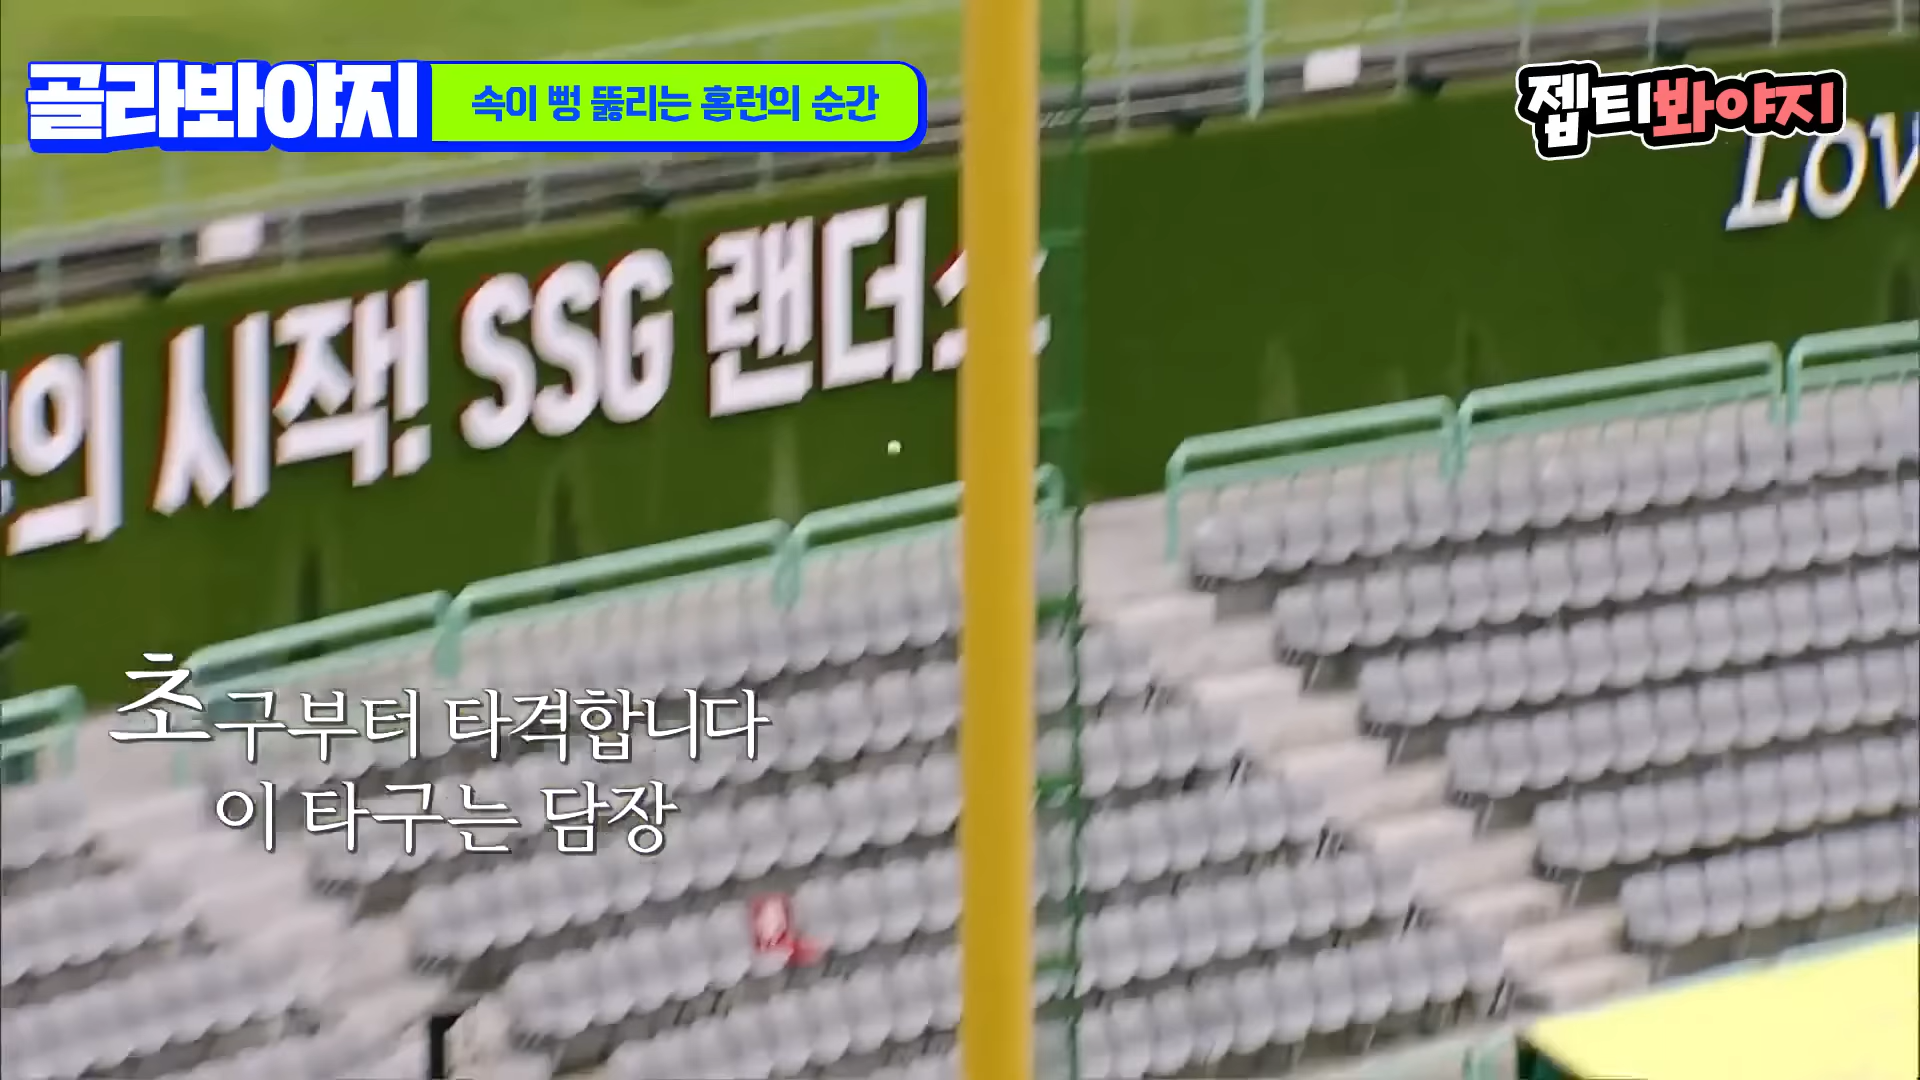 골라봐야지
속이 뻥 뚫리는 홈런의 순간
젭티봐야지
의 시작! SSG 랜더스
LOV
초구부터 타격합니다
이 타구는 담장